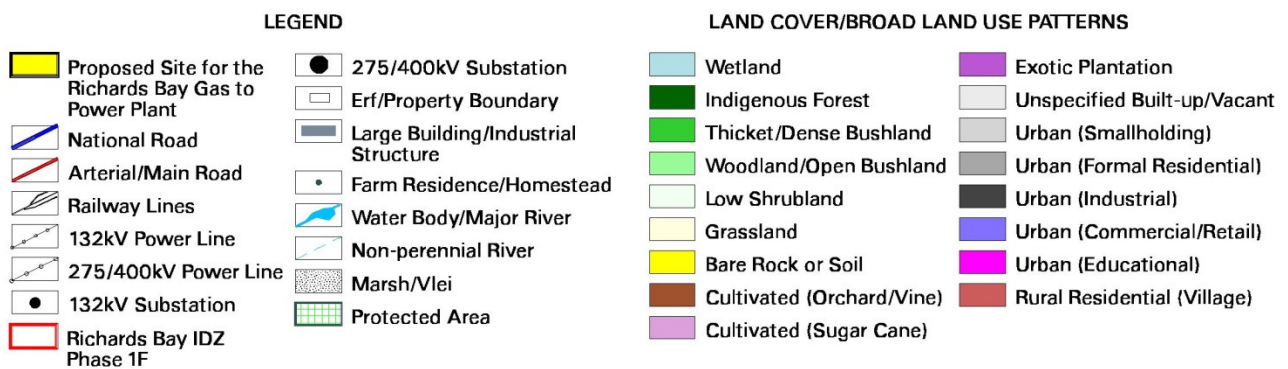 LEGEND
Proposed Site for the
Richards Bay Gas to
Power Plant
National Road
Arterial/Main Road
Railway Lines
132kV Power Line
275/400kV Power Line
132kV Substation
Richards Bay IDZ
Phase 1F
275/400kV Substation
Erf/Property Boundary
Large Building/Industrial
Structure
Farm Residence/Homestead
Water Body/Major River
Non-perennial River
Marsh/Vlei
Protected Area
LAND COVER/BROAD LAND USE PATTERNS
Wetland
Indigenous Forest
Thicket/Dense Bushland
Woodland/Open Bushland
Low Shrubland
Grassland
Bare Rock or Soil
Cultivated (Orchard/Vine)
Cultivated (Sugar Cane)
Exotic Plantation
Unspecified Built-up/Vacant
Urban (Smallholding)
Urban (Formal Residential)
Urban (Industrial)
Urban (Commercial/Retail)
Urban (Educational)
Rural Residential (Village)